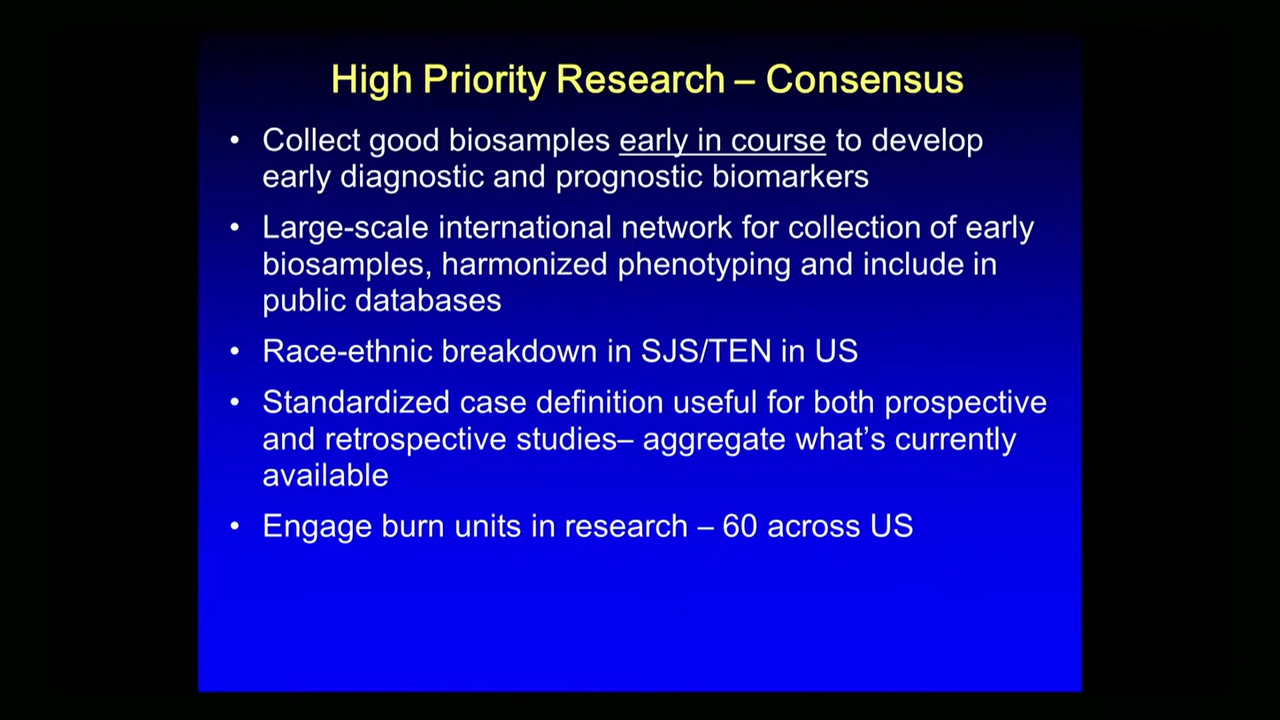 High Priority Research – Consensus
• Collect good biosamples early in course to develop
early diagnostic and prognostic biomarkers
• Large-scale international network for collection of early
biosamples, harmonized phenotyping and include in
public databases
• Race-ethnic breakdown in SJS/TEN in US
• Standardized case definition useful for both prospective
and retrospective studies– aggregate what’s currently
available
• Engage burn units in research – 60 across US